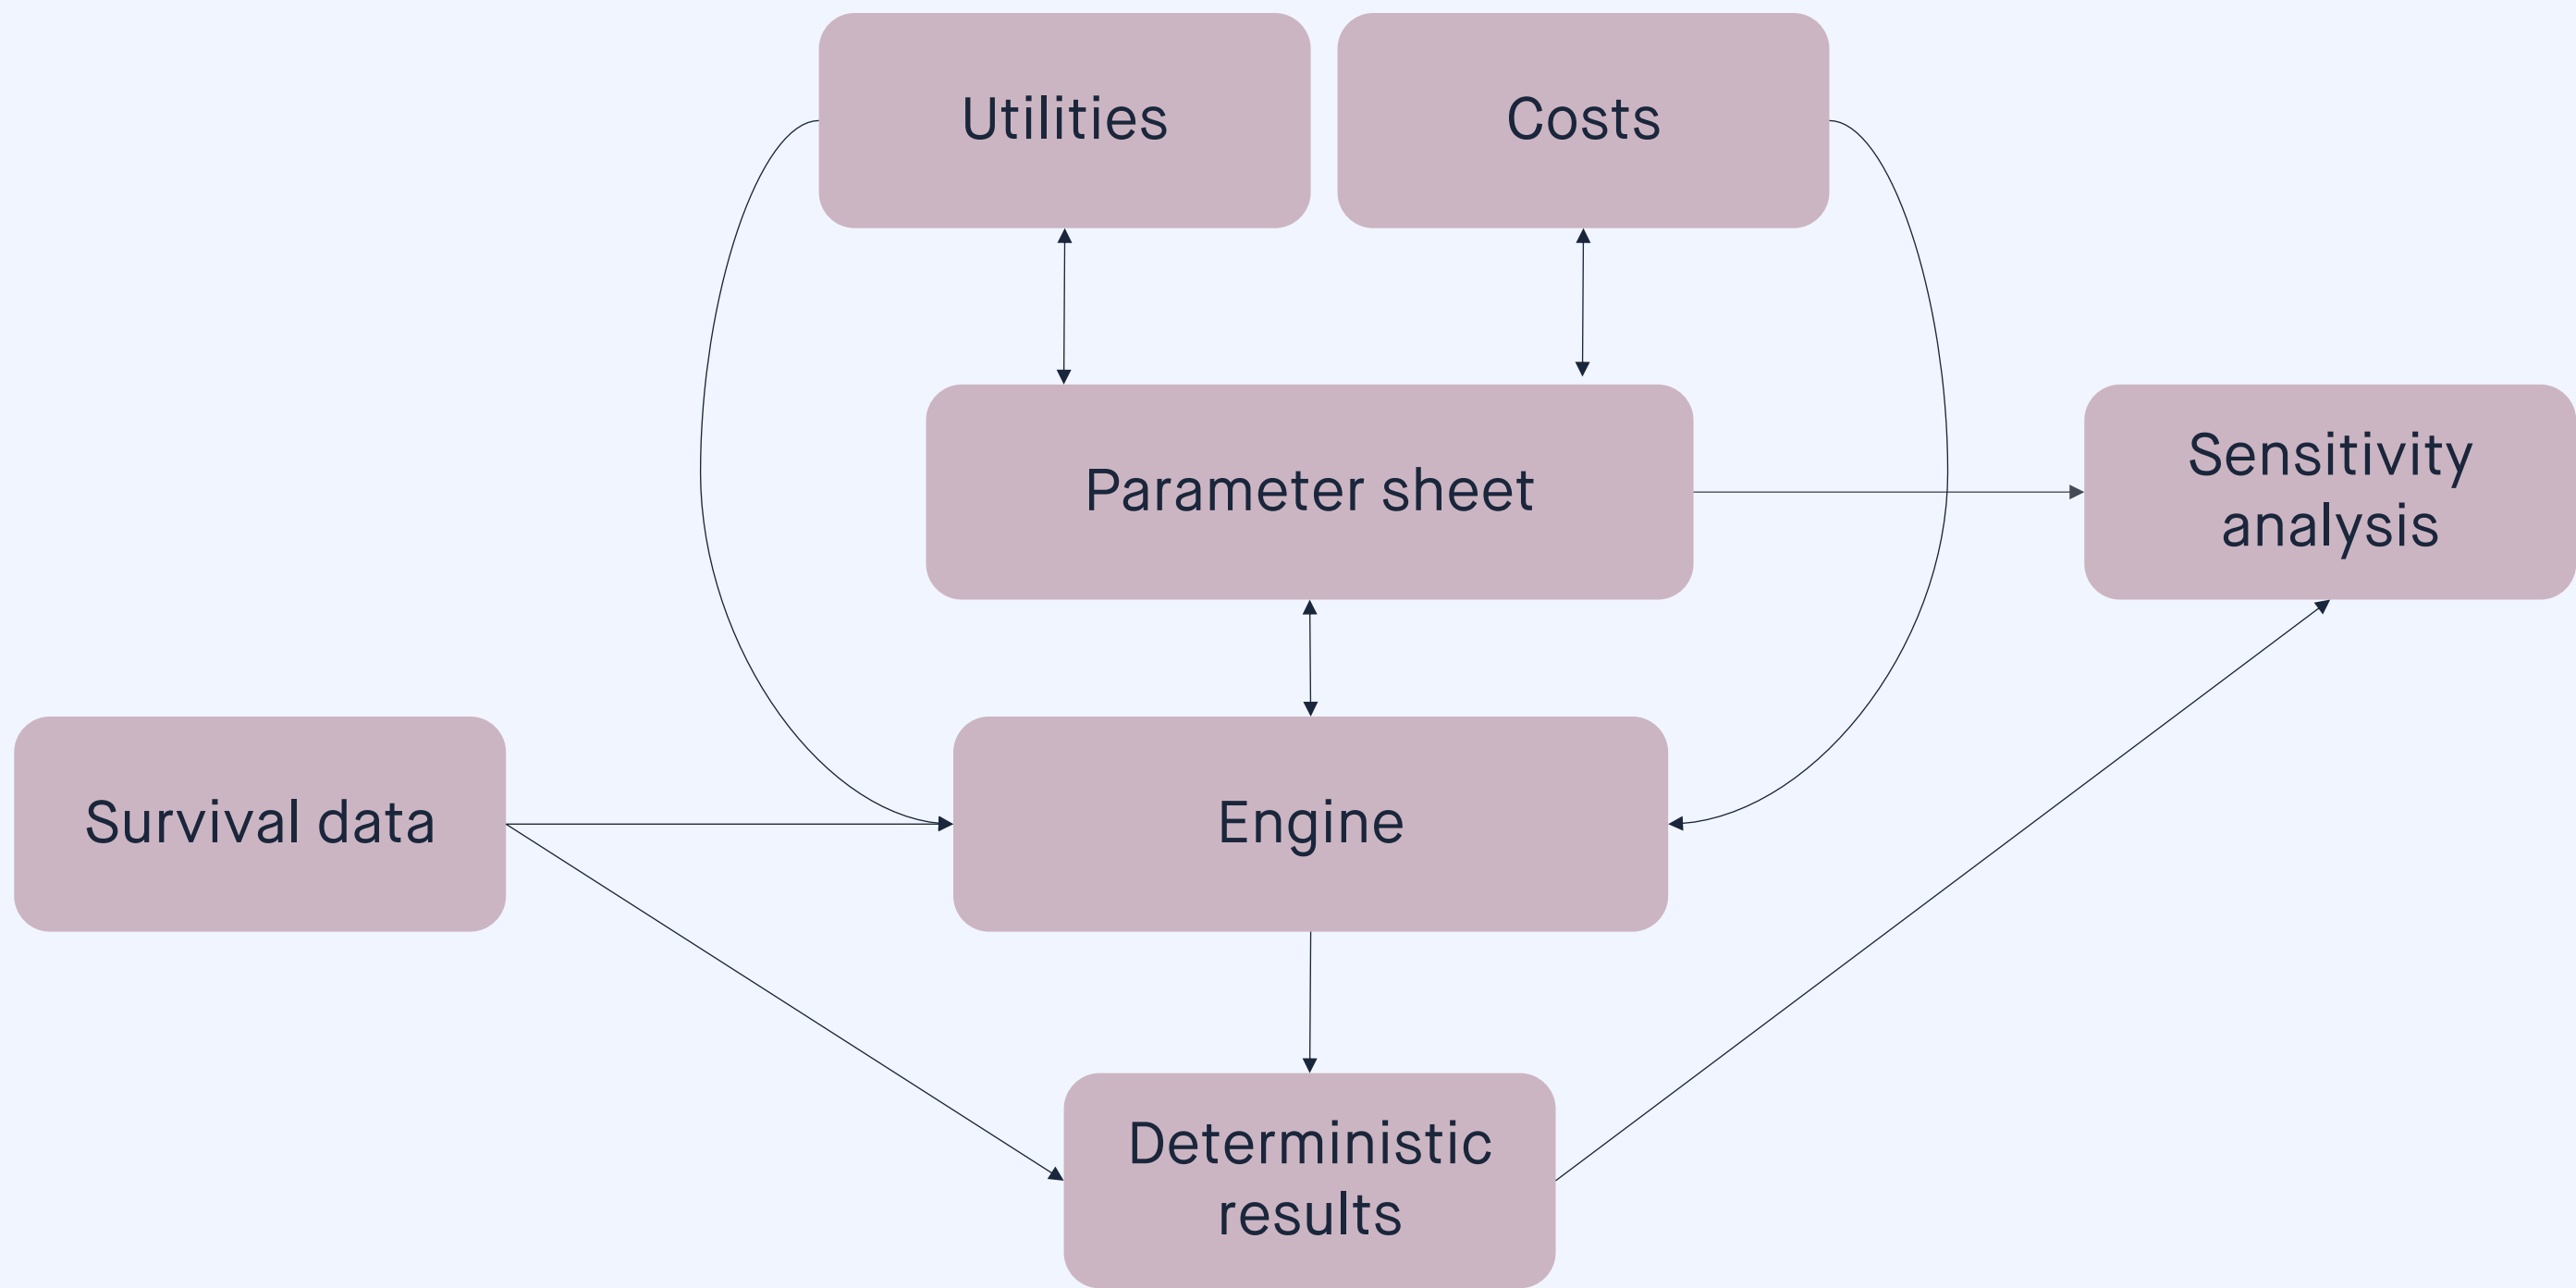 Utilities
Costs
Parameter sheet
Sensitivity
analysis
Survival data
Engine
Deterministic
results